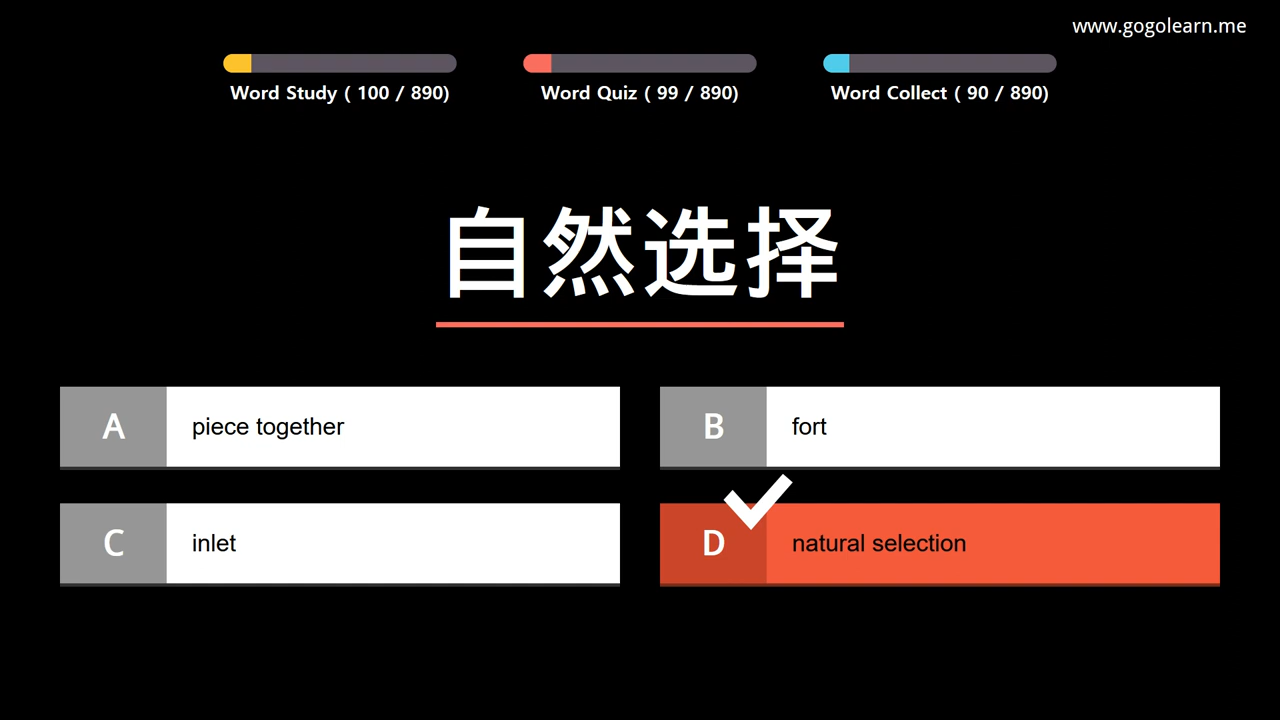 www.gogolearn.me
Word Study ( 100 / 890)
Word Quiz ( 99 / 890)
Word Collect ( 90 / 890)
自然选择
A piece together
B fort
C inlet
D natural selection